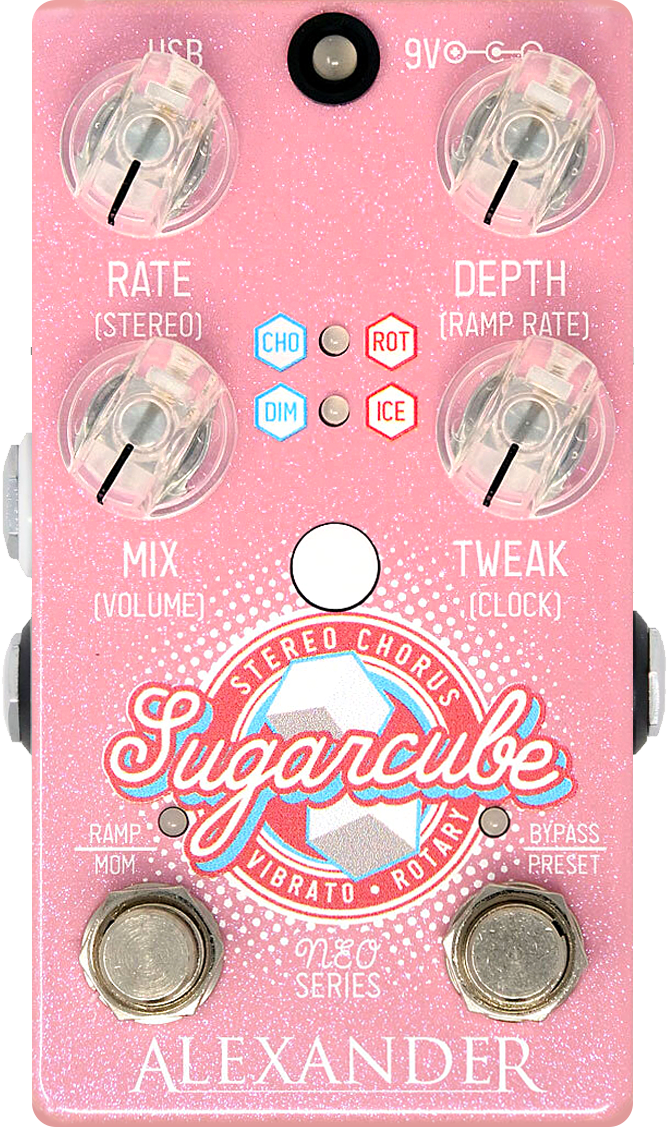 USB
9V
RATE
(STEREO)
DEPTH
(RAMP RATE)
CHO
ROT
DIM
ICE
MIX
(VOLUME)
TWEAK
(CLOCK)
STEREO CHORUS
Sugarcube
VIBRATO • ROTARY
RAMP
MOM
BYPASS
PRESET
NEO
SERIES
ALEXANDER